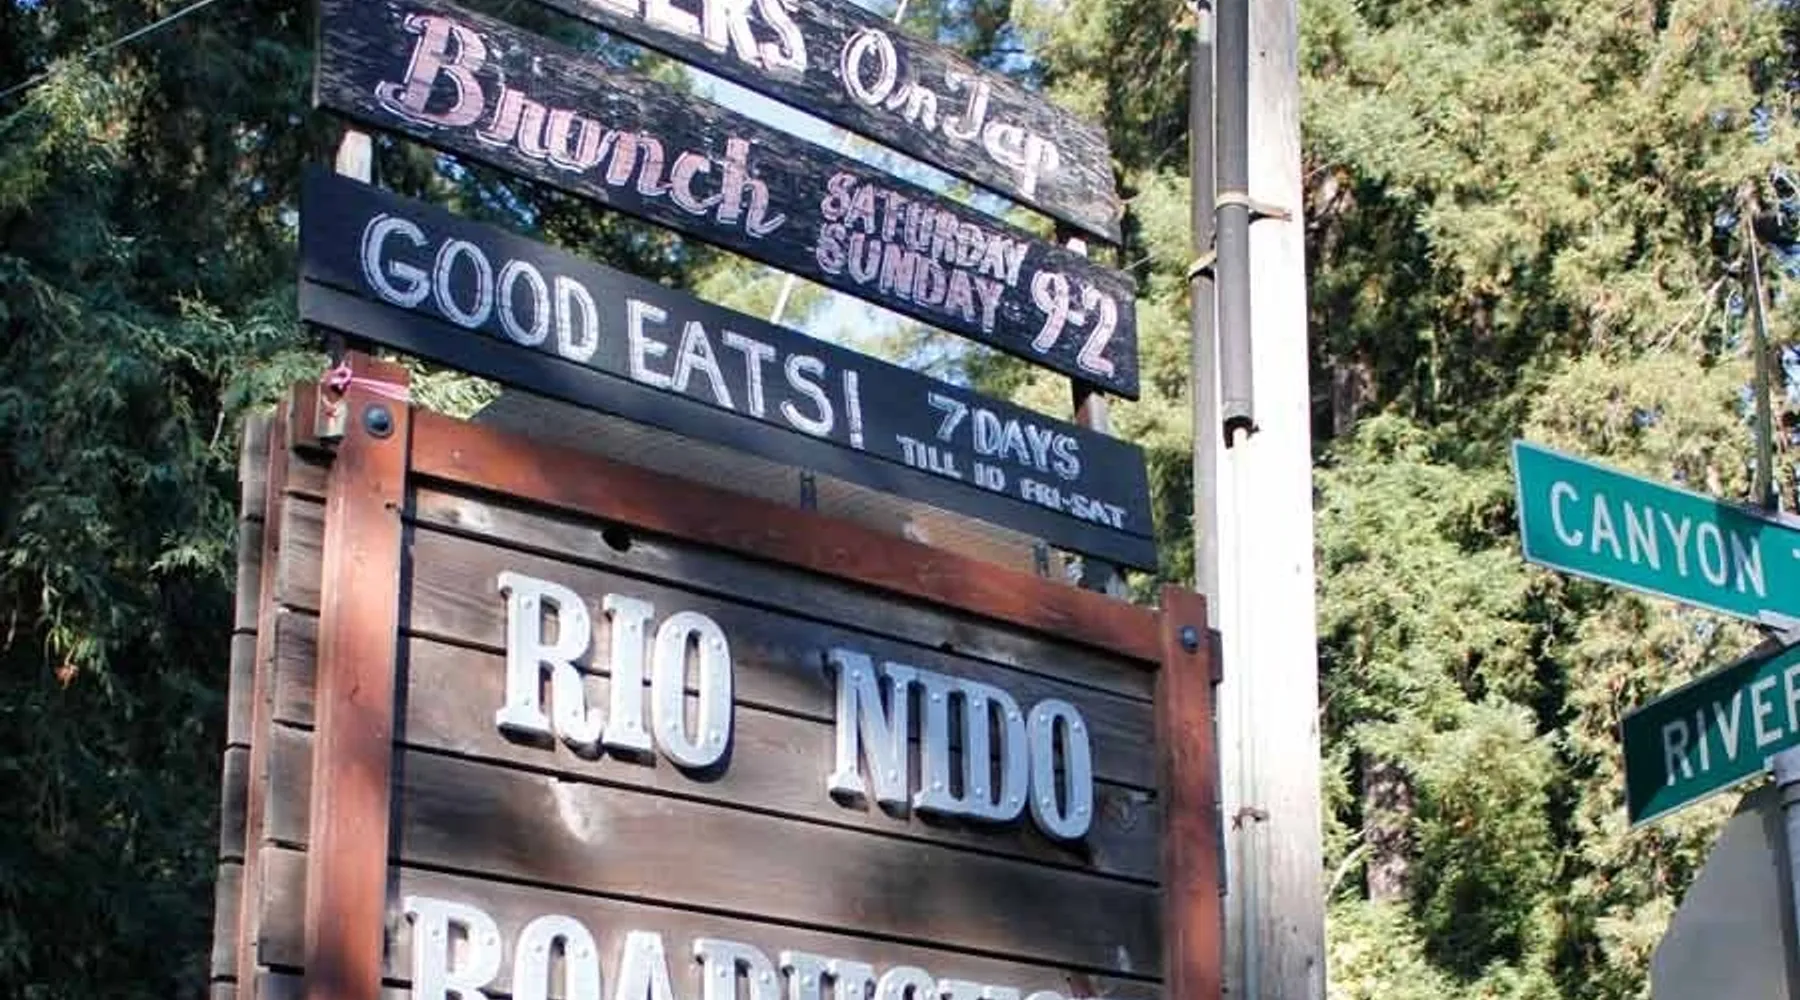 On Tap
Brunch SATURDAY SUNDAY 9-2
GOOD EATS! 7 DAYS
TILL 10 FRI-SAT
RIO NIDO
CANYON